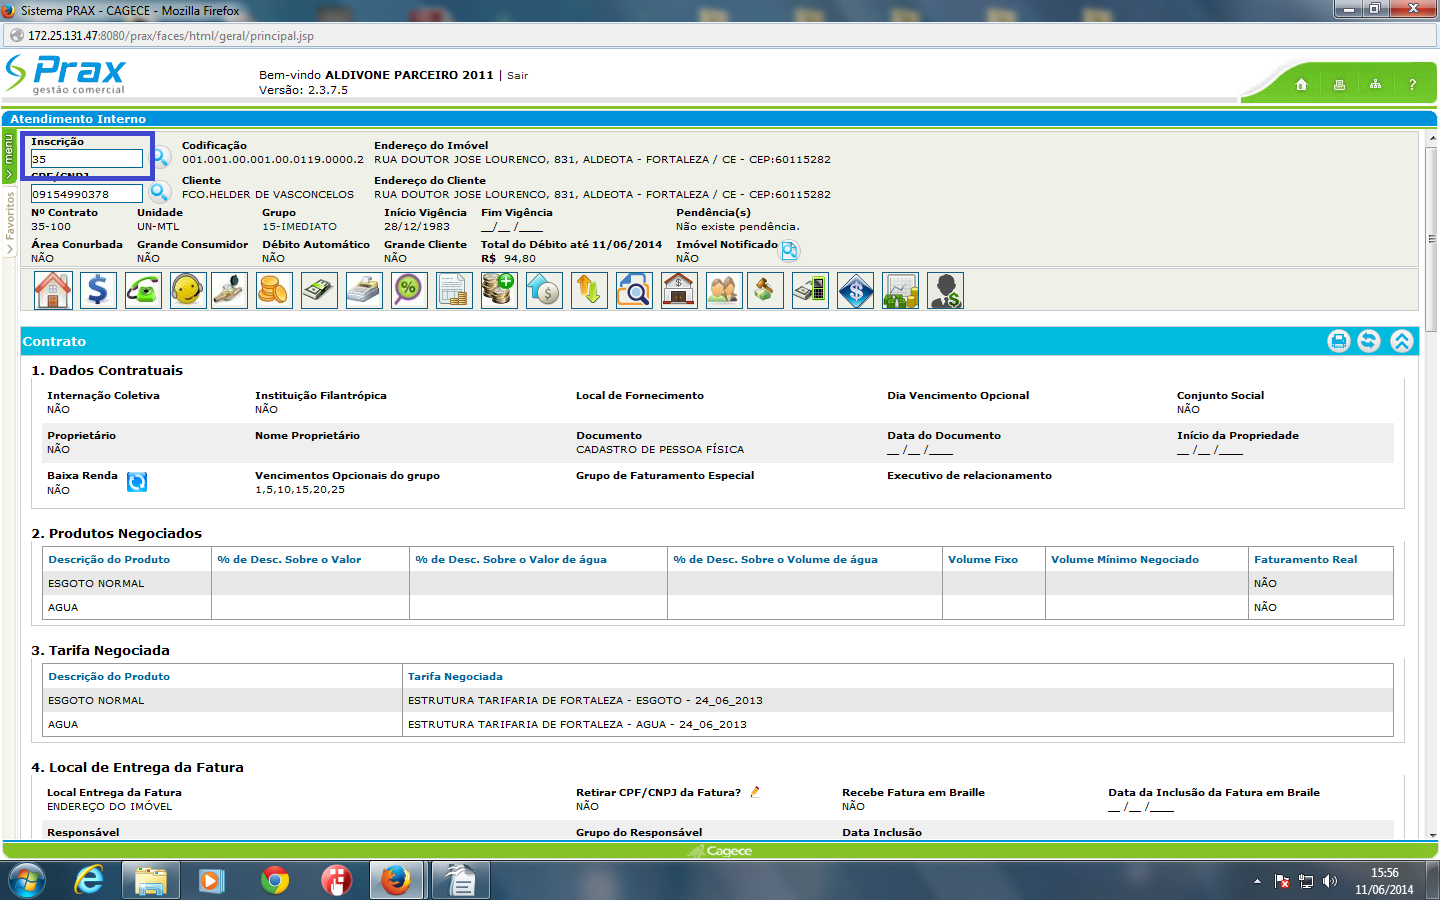 Sistema PRAX - CAGECE - Mozilla Firefox
172.25.131.47:8080/prax/faces/html/geral/principal.jsp
Prax
gestão comercial
Bem-vindo ALDIVONE PARCEIRO 2011 | Sair
Versão: 2.3.7.5
?
Atendimento Interno
menu
Favoritos
Inscrição Codificação Endereço do Imóvel
35 001.001.00.001.00.0119.0000.2 RUA DOUTOR JOSE LOURENCO, 831, ALDEOTA - FORTALEZA / CE - CEP:60115282
CPF/CNPJ Cliente Endereço do Cliente
09154990378 FCO.HELDER DE VASCONCELOS RUA DOUTOR JOSE LOURENCO, 831, ALDEOTA - FORTALEZA / CE - CEP:60115282
Nº Contrato Unidade Grupo Início Vigência Fim Vigência Pendência(s)
35-100 UN-MTL 15-IMEDIATO 28/12/1983 __/__ /____ Não existe pendência.
Área Conurbada Grande Consumidor Débito Automático Grande Cliente Total do Débito até 11/06/2014 Imóvel Notificado
NÃO NÃO NÃO NÃO R$ 94,80 NÃO
Contrato
1. Dados Contratuais
Internação Coletiva Instituição Filantrópica Local de Fornecimento Dia Vencimento Opcional Conjunto Social
NÃO NÃO NÃO
Proprietário Nome Proprietário Documento Data do Documento Início da Propriedade
NÃO CADASTRO DE PESSOA FÍSICA __ /__ /____ __ /__ /____
Baixa Renda Vencimentos Opcionais do grupo Grupo de Faturamento Especial Executivo de relacionamento
NÃO 1,5,10,15,20,25
2. Produtos Negociados
Descrição do Produto % de Desc. Sobre o Valor % de Desc. Sobre o Valor de água % de Desc. Sobre o Volume de água Volume Fixo Volume Mínimo Negociado Faturamento Real
ESGOTO NORMAL NÃO
AGUA NÃO
3. Tarifa Negociada
Descrição do Produto Tarifa Negociada
ESGOTO NORMAL ESTRUTURA TARIFARIA DE FORTALEZA - ESGOTO - 24_06_2013
AGUA ESTRUTURA TARIFARIA DE FORTALEZA - AGUA - 24_06_2013
4. Local de Entrega da Fatura
Local Entrega da Fatura Retirar CPF/CNPJ da Fatura? Recebe Fatura em Braille Data da Inclusão da Fatura em Braile
ENDEREÇO DO IMÓVEL NÃO NÃO __ /__ /____
Responsável Grupo do Responsável Data Inclusão
Cagece
15:56
11/06/2014